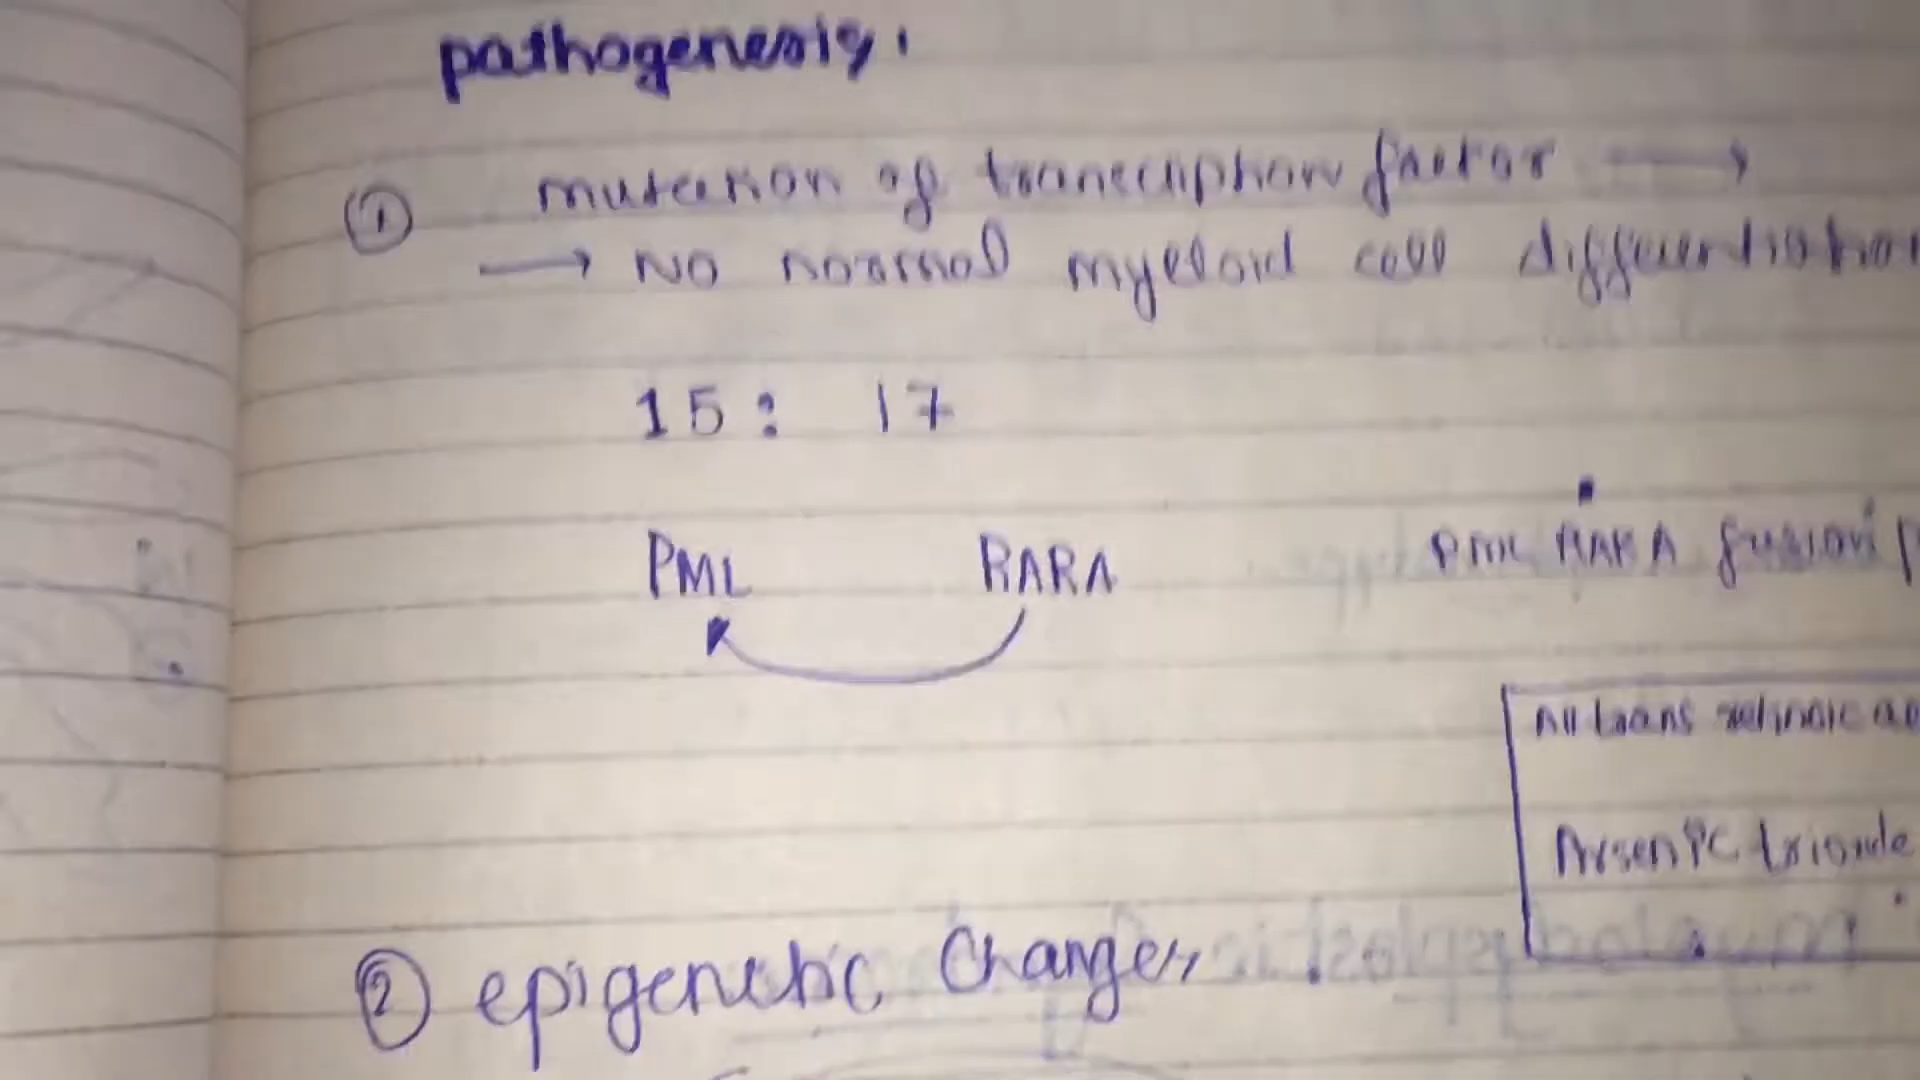 pathogenesis.
① mutation of transcription factor →
→ NO normal myeloid cell differentiation
15: 17
PML RARA
PML RARA fusion
All trans retinoic
Arsenic trioxide
② epigenetic Changes